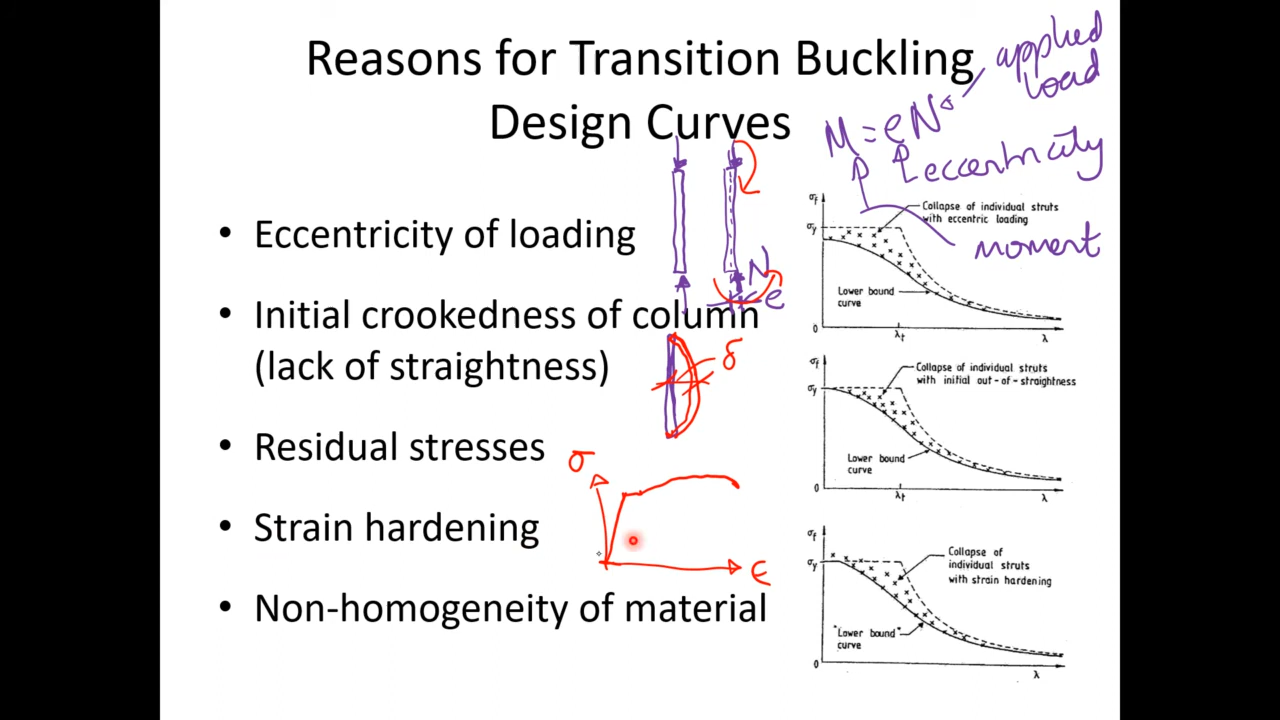 Reasons for Transition Buckling
Design Curves
applied
load
M = eN
eccentricity
moment
• Eccentricity of loading
• Initial crookedness of column
(lack of straightness)
• Residual stresses
• Strain hardening
• Non-homogeneity of material
N
e
δ
σ
ε
σf
Collapse of individual struts
with eccentric loading
σy
Lower bound
curve
0
λt
λ
σf
Collapse of individual struts
with initial out-of-straightness
σy
Lower bound
curve
0
λt
λ
σf
Collapse of
individual struts
with strain hardening
σy
"Lower bound"
curve
0
λ